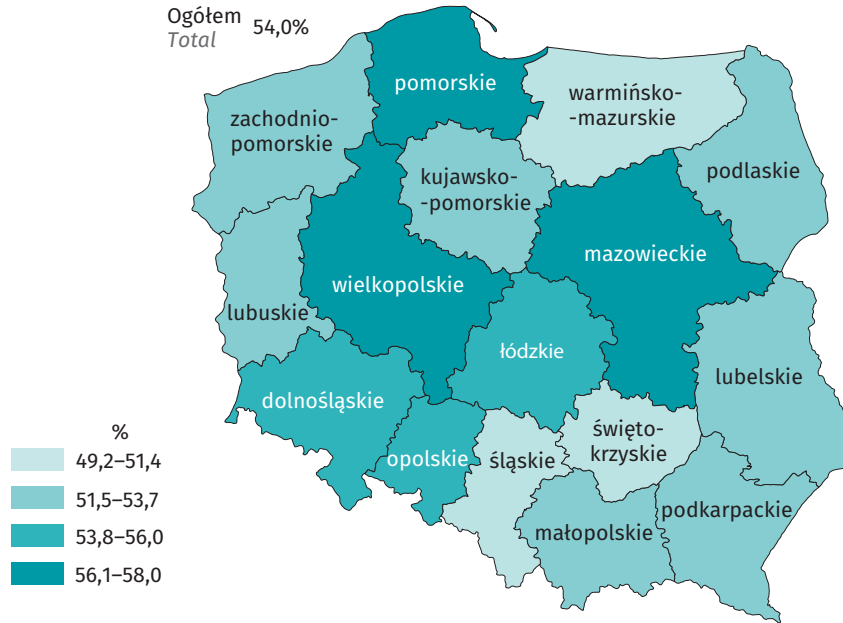 Ogółem 54,0%
Total
pomorskie
warmińsko-
-mazurskie
zachodnio-
pomorskie
podlaskie
kujawsko-
-pomorskie
mazowieckie
wielkopolskie
lubuskie
łódzkie
lubelskie
dolnośląskie
święto-
krzyskie
opolskie
śląskie
podkarpackie
małopolskie
%
49,2–51,4
51,5–53,7
53,8–56,0
56,1–58,0